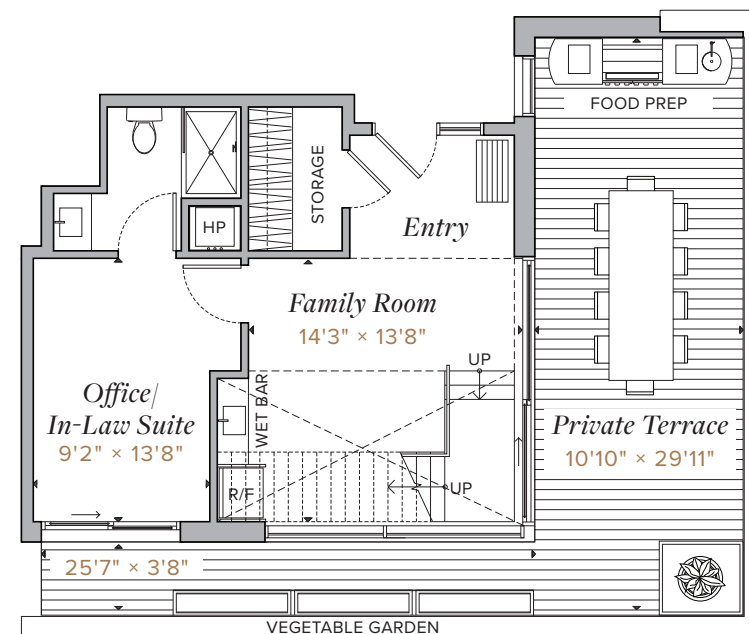 FOOD PREP
STORAGE
HP
Entry
Family Room
14'3" × 13'8"
UP
WET BAR
Office/
In-Law Suite
9'2" × 13'8"
Private Terrace
10'10" × 29'11"
R/F
UP
25'7" × 3'8"
VEGETABLE GARDEN